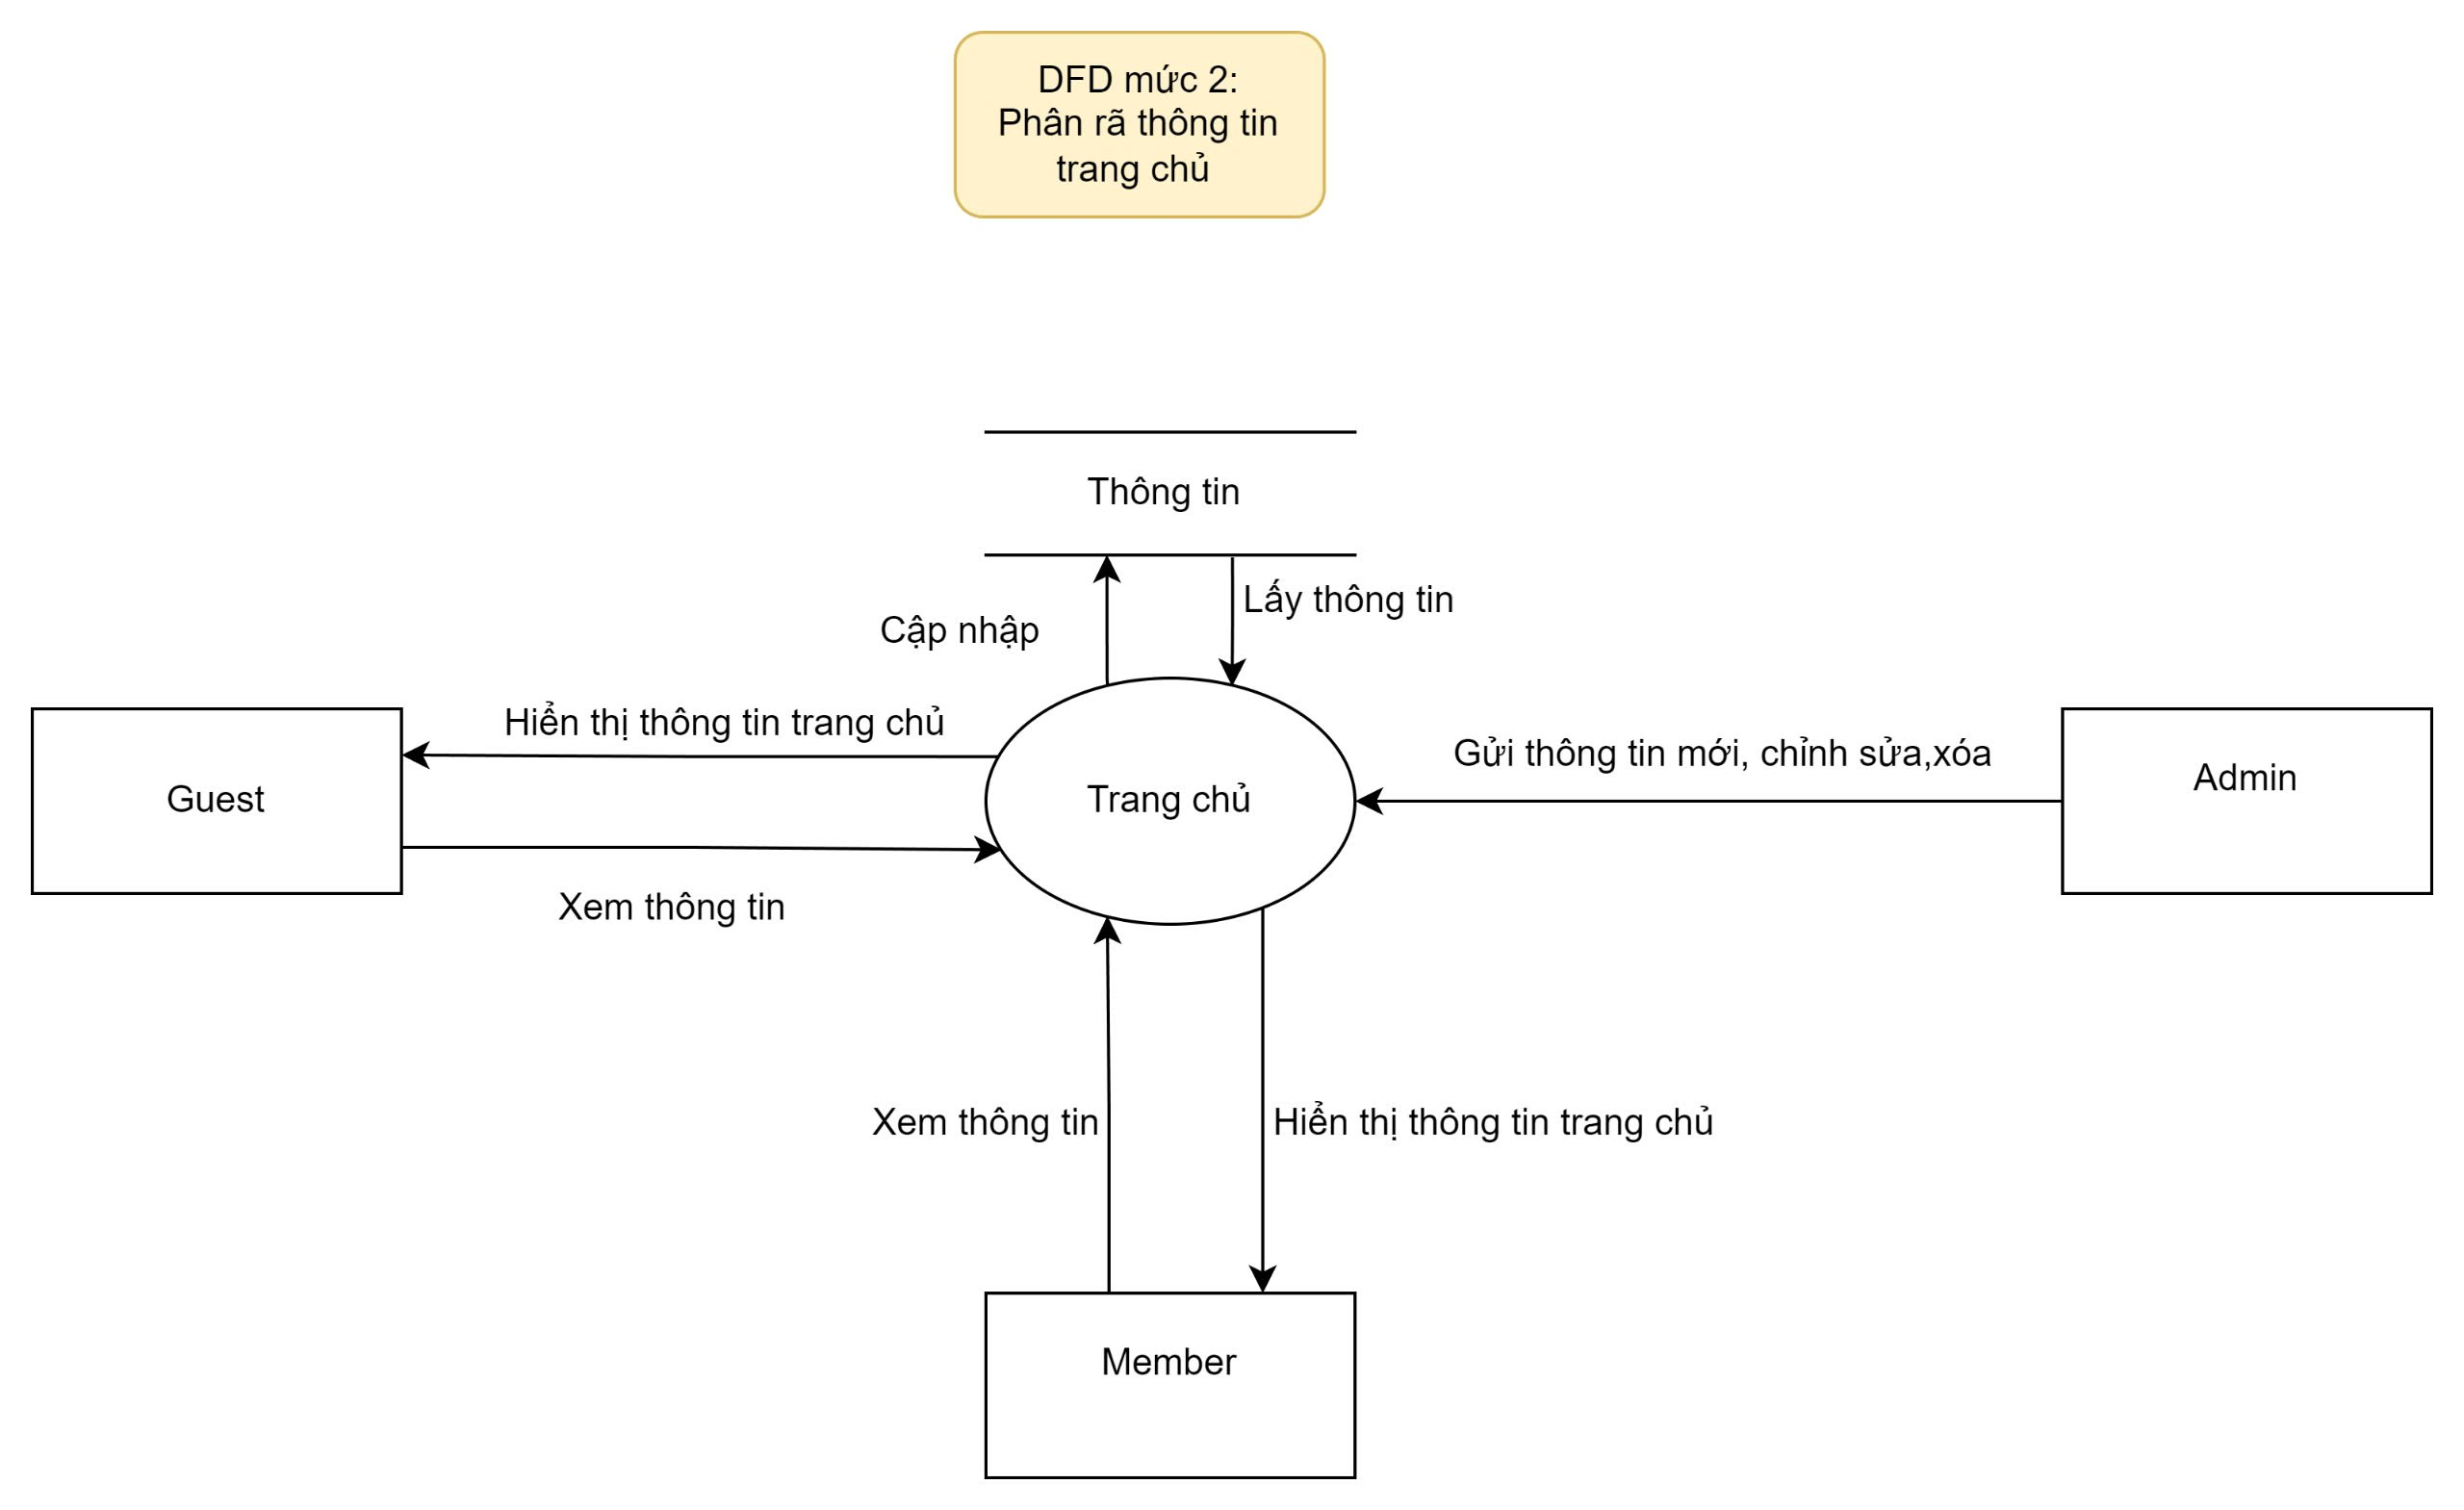 DFD mức 2:
Phân rã thông tin
trang chủ
Thông tin
Lấy thông tin
Cập nhập
Hiển thị thông tin trang chủ
Gửi thông tin mới, chỉnh sửa,xóa
Admin
Guest
Trang chủ
Xem thông tin
Xem thông tin
Hiển thị thông tin trang chủ
Member